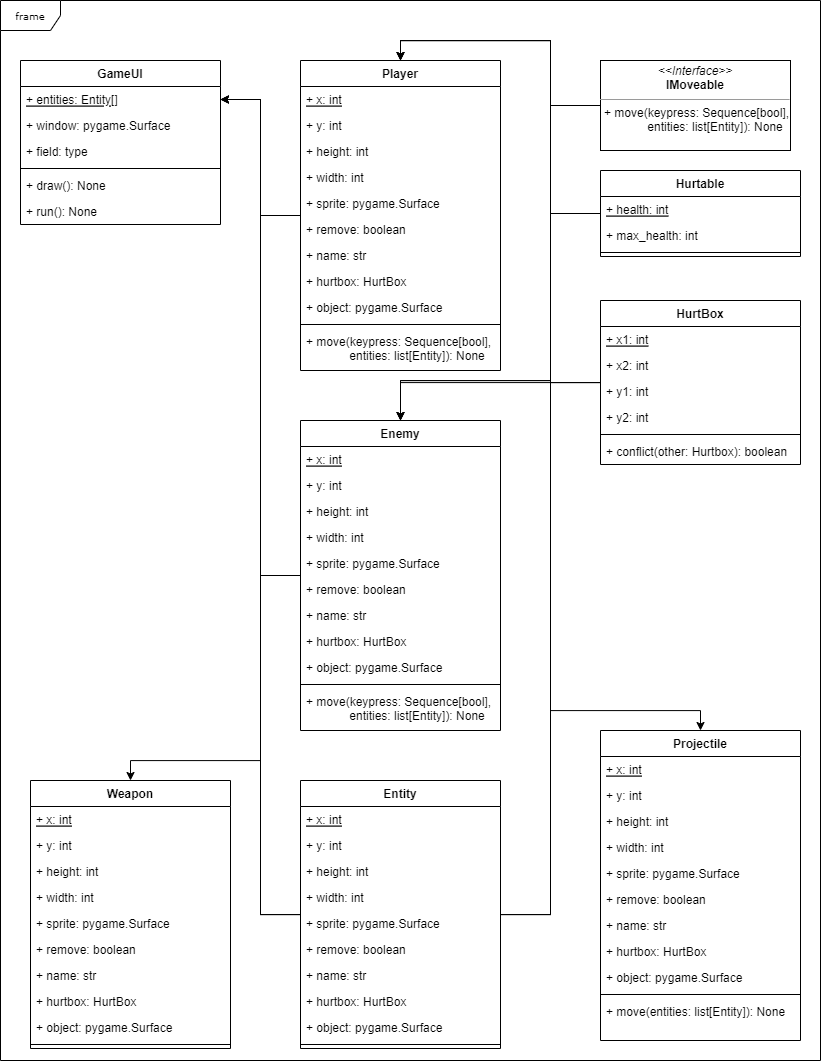 frame
GameUI
+ entities: Entity[]
+ window: pygame.Surface
+ field: type
+ draw(): None
+ run(): None
Player
+ x: int
+ y: int
+ height: int
+ width: int
+ sprite: pygame.Surface
+ remove: boolean
+ name: str
+ hurtbox: HurtBox
+ object: pygame.Surface
+ move(keypress: Sequence[bool],
entities: list[Entity]): None
<<Interface>>
IMoveable
+ move(keypress: Sequence[bool],
entities: list[Entity]): None
Hurtable
+ health: int
+ max_health: int
HurtBox
+ x1: int
+ x2: int
+ y1: int
+ y2: int
+ conflict(other: Hurtbox): boolean
Enemy
+ x: int
+ y: int
+ height: int
+ width: int
+ sprite: pygame.Surface
+ remove: boolean
+ name: str
+ hurtbox: HurtBox
+ object: pygame.Surface
+ move(keypress: Sequence[bool],
entities: list[Entity]): None
Weapon
+ x: int
+ y: int
+ height: int
+ width: int
+ sprite: pygame.Surface
+ remove: boolean
+ name: str
+ hurtbox: HurtBox
+ object: pygame.Surface
Entity
+ x: int
+ y: int
+ height: int
+ width: int
+ sprite: pygame.Surface
+ remove: boolean
+ name: str
+ hurtbox: HurtBox
+ object: pygame.Surface
Projectile
+ x: int
+ y: int
+ height: int
+ width: int
+ sprite: pygame.Surface
+ remove: boolean
+ name: str
+ hurtbox: HurtBox
+ object: pygame.Surface
+ move(entities: list[Entity]): None